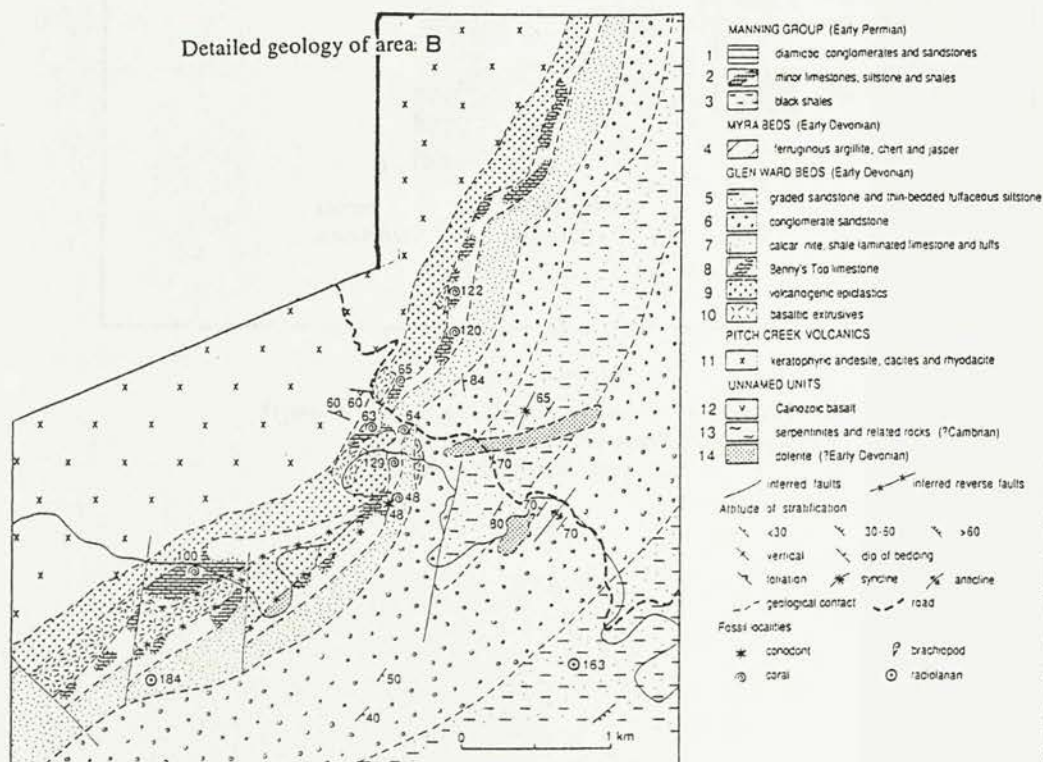 Detailed geology of area: B
122
120
65
84
60
60
63
64
65
129
70
48
48
70
80
70
100
163
184
50
40
0 1 km
MANNING GROUP (Early Permian)
1 diamictic conglomerates and sandstones
2 minor limestones, siltstone and shales
3 black shales
MYRA BEDS (Early Devonian)
4 ferruginous argillite, chert and jasper
GLEN WARD BEDS (Early Devonian)
5 graded sandstone and thin-bedded tuffaceous siltstone
6 conglomerate sandstone
7 calcarenite, shale laminated limestone and tuffs
8 Benny's Top limestone
9 volcanogenic epiclastics
10 basaltic extrusives
PITCH CREEK VOLCANICS
11 keratophyric andesite, dacites and rhyodacite
UNNAMED UNITS
12 Cainozoic basalt
13 serpentinites and related rocks (?Cambrian)
14 dolerite (?Early Devonian)
inferred faults inferred reverse faults
Attitude of stratification
<30 30-60 >60
vertical dip of bedding
foliation syncline anticline
geological contact road
Fossil localities
conodont brachiopod
coral radiolarian